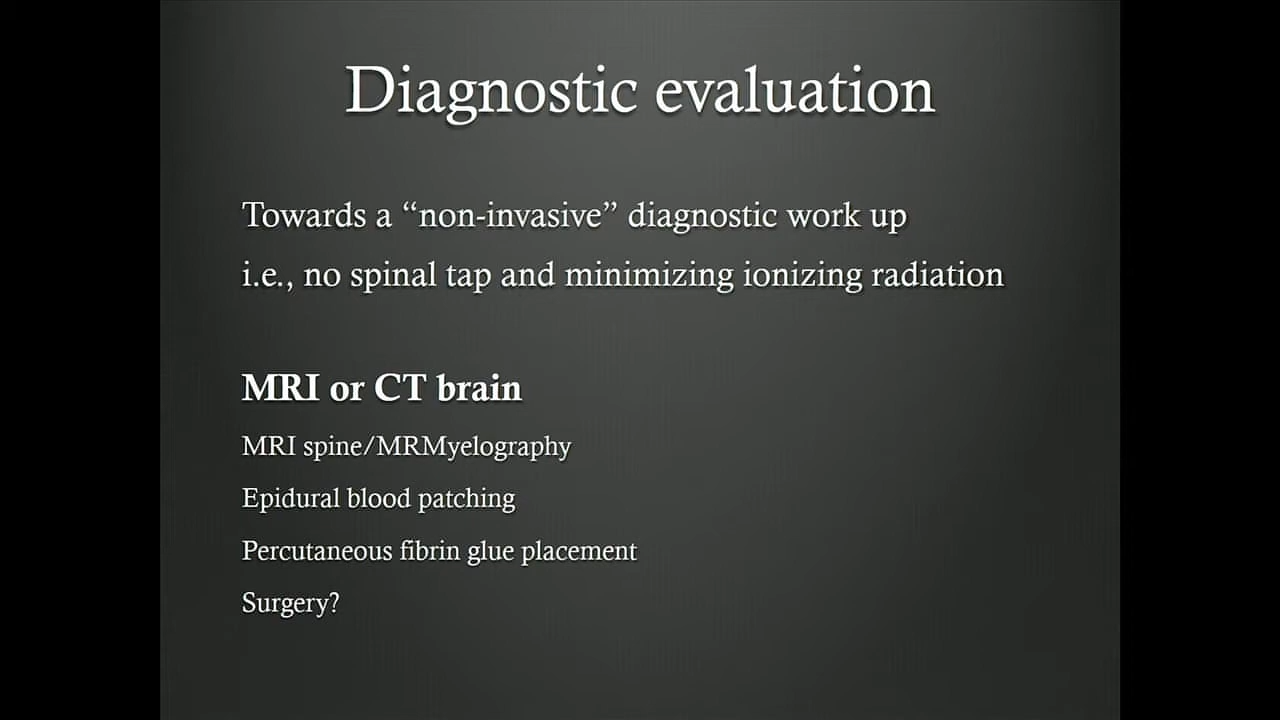 Diagnostic evaluation
Towards a “non-invasive” diagnostic work up
i.e., no spinal tap and minimizing ionizing radiation
MRI or CT brain
MRI spine/MRMyelography
Epidural blood patching
Percutaneous fibrin glue placement
Surgery?